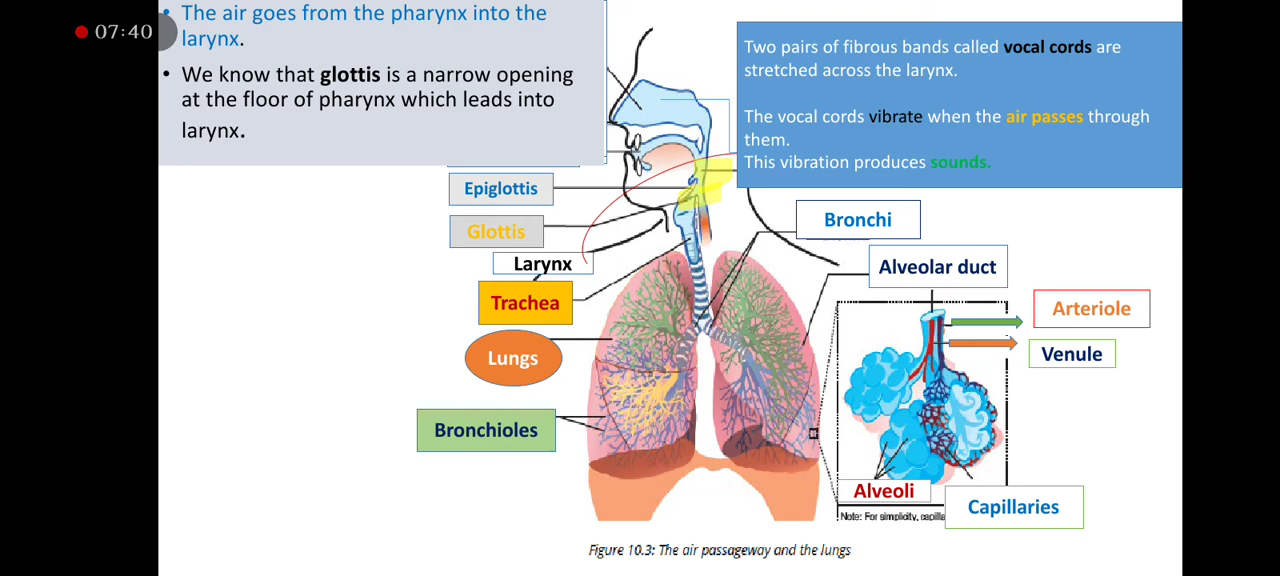 07:40
• The air goes from the pharynx into the
larynx.
• We know that glottis is a narrow opening
at the floor of pharynx which leads into
larynx.
Two pairs of fibrous bands called vocal cords are
stretched across the larynx.
The vocal cords vibrate when the air passes through
them.
This vibration produces sounds.
Epiglottis
Glottis
Larynx
Trachea
Lungs
Bronchioles
Bronchi
Alveolar duct
Arteriole
Venule
Alveoli
Capillaries
Note: For simplicity, capilla
Figure 10.3: The air passageway and the lungs